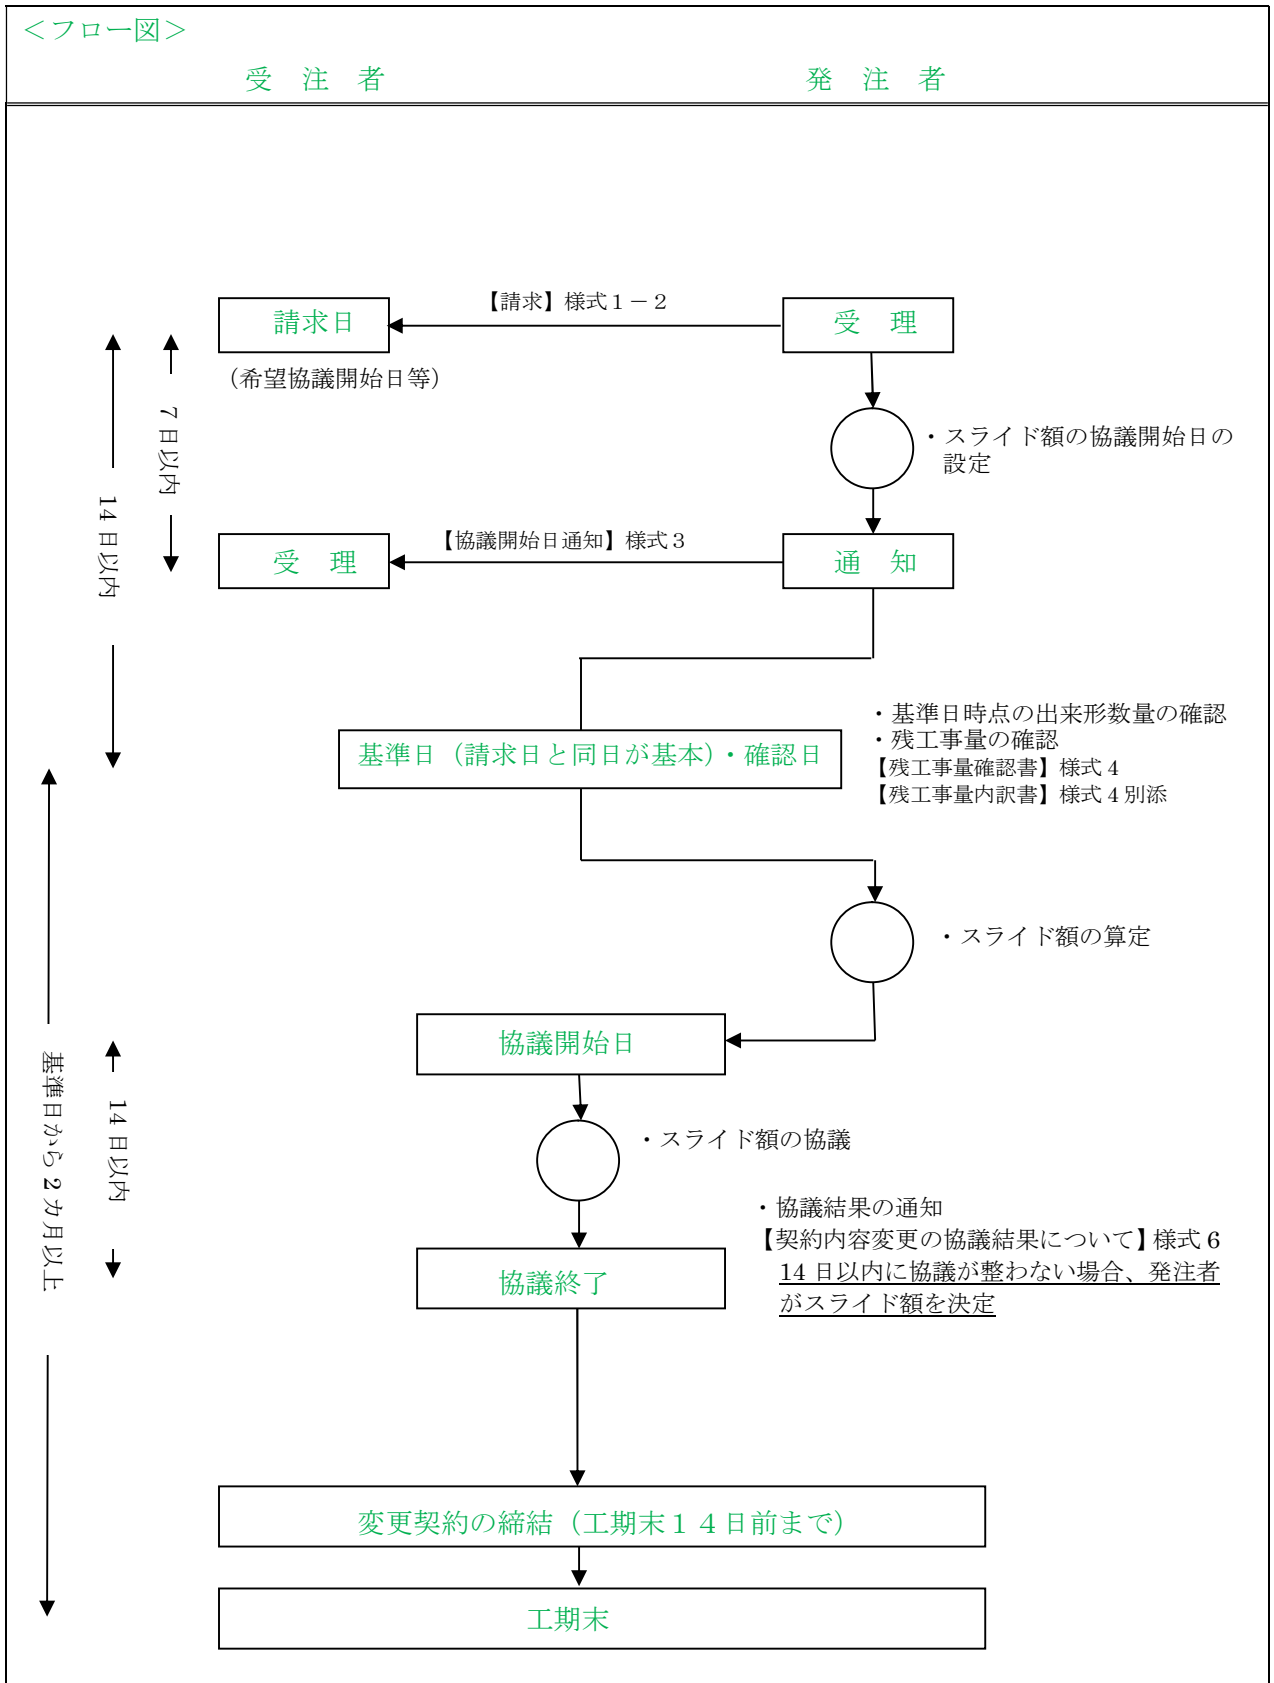 ＜フロー図＞
受　注　者
発　注　者
【請求】様式１－２
請求日
受　理
（希望協議開始日等）
７日以内
14 日以内
・スライド額の協議開始日の
設定
【協議開始日通知】様式３
受　理
通　知
・基準日時点の出来形数量の確認
・残工事量の確認
【残工事量確認書】様式 4
【残工事量内訳書】様式 4 別添
基準日（請求日と同日が基本）・確認日
・スライド額の算定
協議開始日
基準日から 2 カ月以上
14 日以内
・スライド額の協議
・協議結果の通知
【契約内容変更の協議結果について】様式 6
14 日以内に協議が整わない場合、発注者
がスライド額を決定
協議終了
変更契約の締結（工期末１４日前まで）
工期末